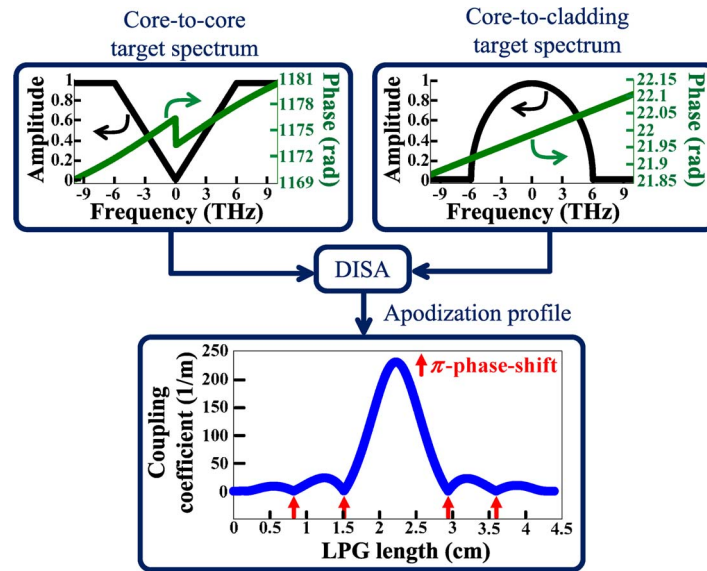 Core-to-core
target spectrum
Core-to-cladding
target spectrum
Amplitude
1
0.8
0.6
0.4
0.2
0
-9 -6 -3 0 3 6 9
Frequency (THz)
1181
1178
1175
1172
1169
Phase (rad)
Amplitude
1
0.8
0.6
0.4
0.2
0
-9 -6 -3 0 3 6 9
Frequency (THz)
22.15
22.1
22.05
22
21.95
21.9
21.85
Phase (rad)
DISA
Apodization profile
Coupling
coefficient (1/m)
250
200
150
100
50
0
π-phase-shift
0 0.5 1 1.5 2 2.5 3 3.5 4 4.5
LPG length (cm)